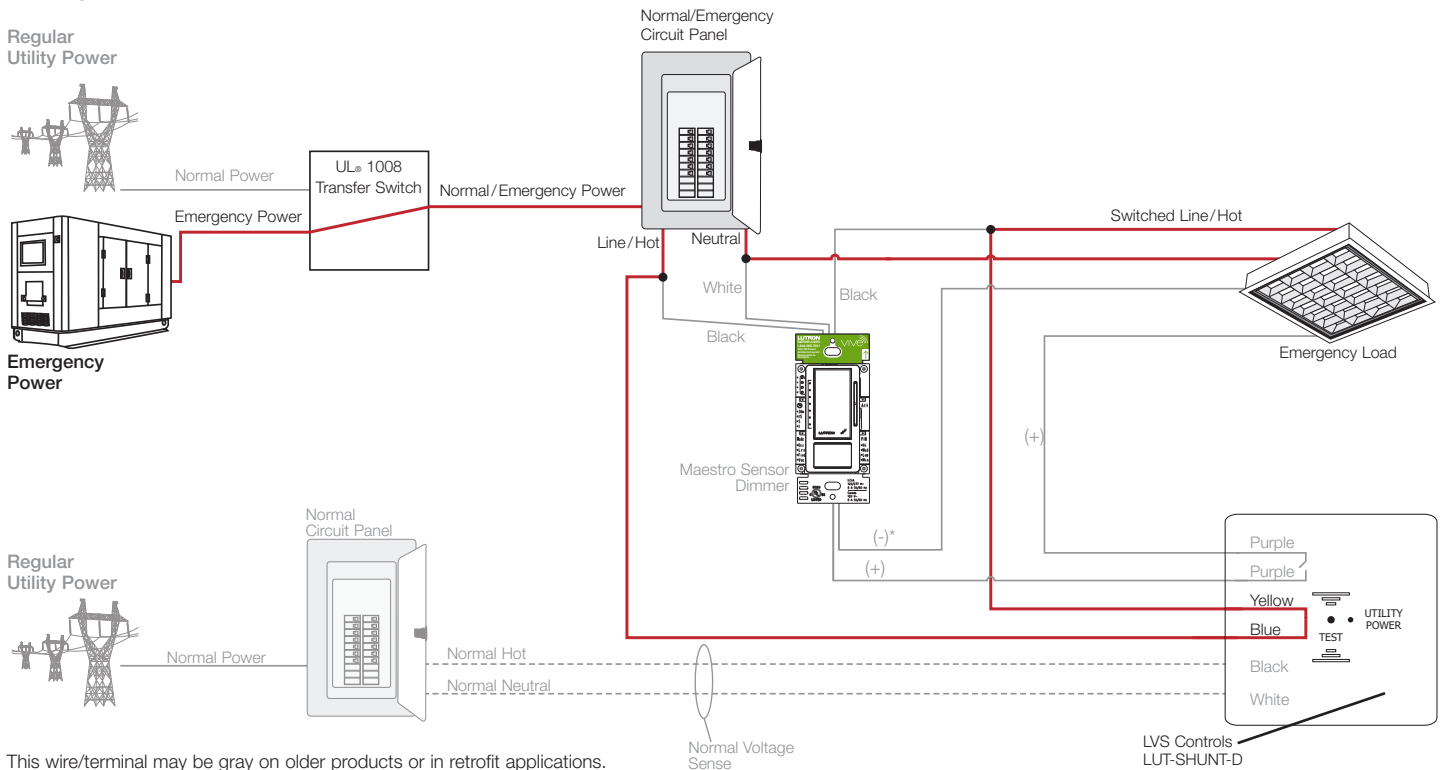 Regular
Utility Power
Normal Power
Emergency Power
Emergency
Power
UL® 1008
Transfer Switch
Normal/Emergency Power
Normal/Emergency
Circuit Panel
Line/Hot
Neutral
White
Black
Black
Switched Line/Hot
Emergency Load
LUTRON
VIVE
LUTRON
Maestro Sensor
Dimmer
(-)*
(+)
(+)
Regular
Utility Power
Normal Power
Normal
Circuit Panel
Normal Hot
Normal Neutral
Normal Voltage
Sense
Purple
Purple
Yellow
Blue
Black
White
TEST
UTILITY
POWER
LVS Controls
LUT-SHUNT-D
This wire/terminal may be gray on older products or in retrofit applications.